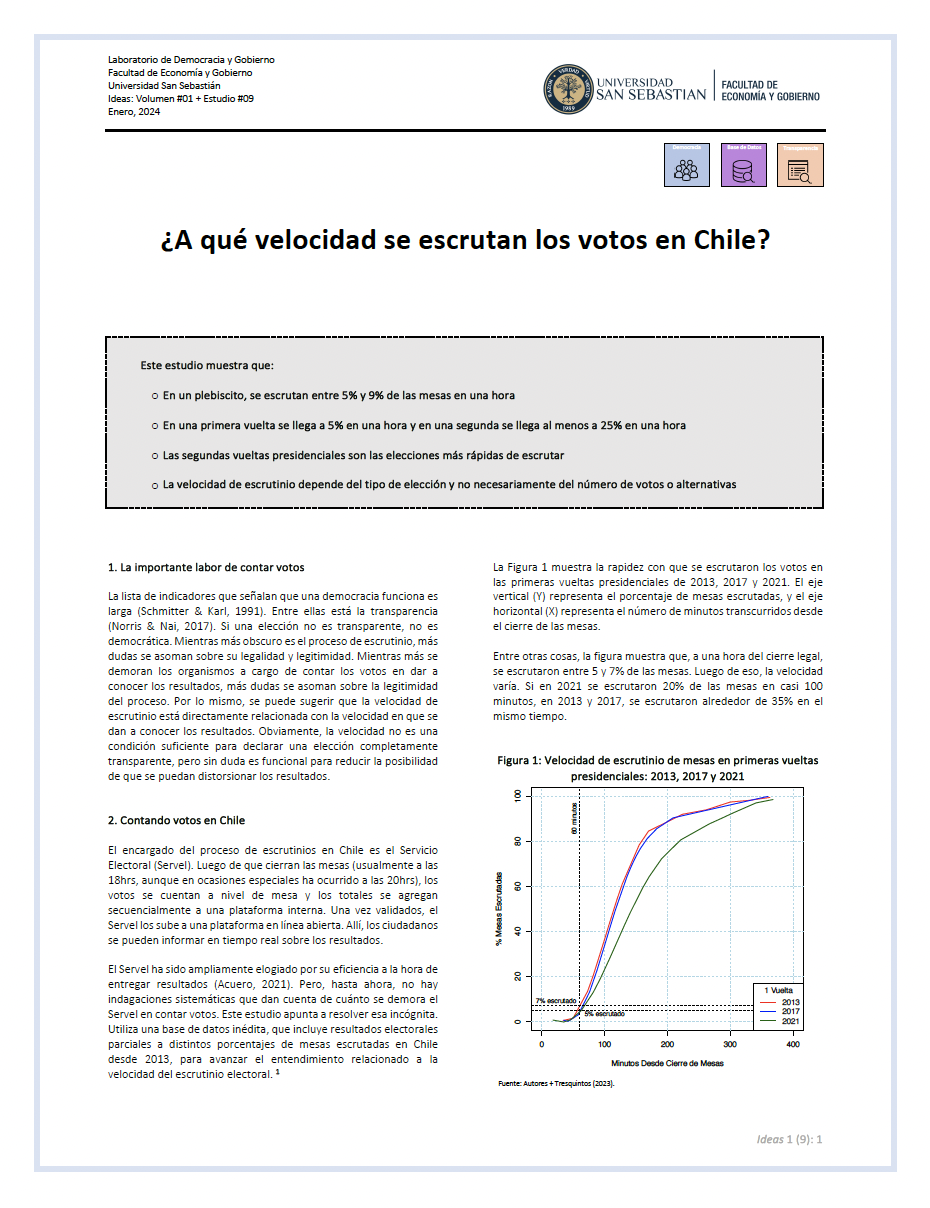 Laboratorio de Democracia y Gobierno
Facultad de Economía y Gobierno
Universidad San Sebastián
Ideas: Volumen #01 + Estudio #09
Enero, 2024
UNIVERSIDAD
SAN SEBASTIAN
FACULTAD DE
ECONOMÍA Y GOBIERNO
VERDAD
1989
Democracia
Base de Datos
Transparencia
¿A qué velocidad se escrutan los votos en Chile?
Este estudio muestra que:
○ En un plebiscito, se escrutan entre 5% y 9% de las mesas en una hora
○ En una primera vuelta se llega a 5% en una hora y en una segunda se llega al menos a 25% en una hora
○ Las segundas vueltas presidenciales son las elecciones más rápidas de escrutar
○ La velocidad de escrutinio depende del tipo de elección y no necesariamente del número de votos o alternativas
1. La importante labor de contar votos
La lista de indicadores que señalan que una democracia funciona es
larga (Schmitter & Karl, 1991). Entre ellas está la transparencia
(Norris & Nai, 2017). Si una elección no es transparente, no es
democrática. Mientras más obscuro es el proceso de escrutinio, más
dudas se asoman sobre su legalidad y legitimidad. Mientras más se
demoran los organismos a cargo de contar los votos en dar a
conocer los resultados, más dudas se asoman sobre la legitimidad
del proceso. Por lo mismo, se puede sugerir que la velocidad de
escrutinio está directamente relacionada con la velocidad en que se
dan a conocer los resultados. Obviamente, la velocidad no es una
condición suficiente para declarar una elección completamente
transparente, pero sin duda es funcional para reducir la posibilidad
de que se puedan distorsionar los resultados.
2. Contando votos en Chile
El encargado del proceso de escrutinios en Chile es el Servicio
Electoral (Servel). Luego de que cierran las mesas (usualmente a las
18hrs, aunque en ocasiones especiales ha ocurrido a las 20hrs), los
votos se cuentan a nivel de mesa y los totales se agregan
secuencialmente a una plataforma interna. Una vez validados, el
Servel los sube a una plataforma en línea abierta. Allí, los ciudadanos
se pueden informar en tiempo real sobre los resultados.
El Servel ha sido ampliamente elogiado por su eficiencia a la hora de
entregar resultados (Acuero, 2021). Pero, hasta ahora, no hay
indagaciones sistemáticas que dan cuenta de cuánto se demora el
Servel en contar votos. Este estudio apunta a resolver esa incógnita.
Utiliza una base de datos inédita, que incluye resultados electorales
parciales a distintos porcentajes de mesas escrutadas en Chile
desde 2013, para avanzar el entendimiento relacionado a la
velocidad del escrutinio electoral. 1
La Figura 1 muestra la rapidez con que se escrutaron los votos en
las primeras vueltas presidenciales de 2013, 2017 y 2021. El eje
vertical (Y) representa el porcentaje de mesas escrutadas, y el eje
horizontal (X) representa el número de minutos transcurridos desde
el cierre de las mesas.
Entre otras cosas, la figura muestra que, a una hora del cierre legal,
se escrutaron entre 5 y 7% de las mesas. Luego de eso, la velocidad
varía. Si en 2021 se escrutaron 20% de las mesas en casi 100
minutos, en 2013 y 2017, se escrutaron alrededor de 35% en el
mismo tiempo.
Figura 1: Velocidad de escrutinio de mesas en primeras vueltas
presidenciales: 2013, 2017 y 2021
% Mesas Escrutadas
100
80
60
40
20
0
60 minutos
7% escrutado
5% escrutado
1 Vuelta
2013
2017
2021
0 100 200 300 400
Minutos Desde Cierre de Mesas
Fuente: Autores + Tresquintos (2023).
Ideas 1 (9): 1